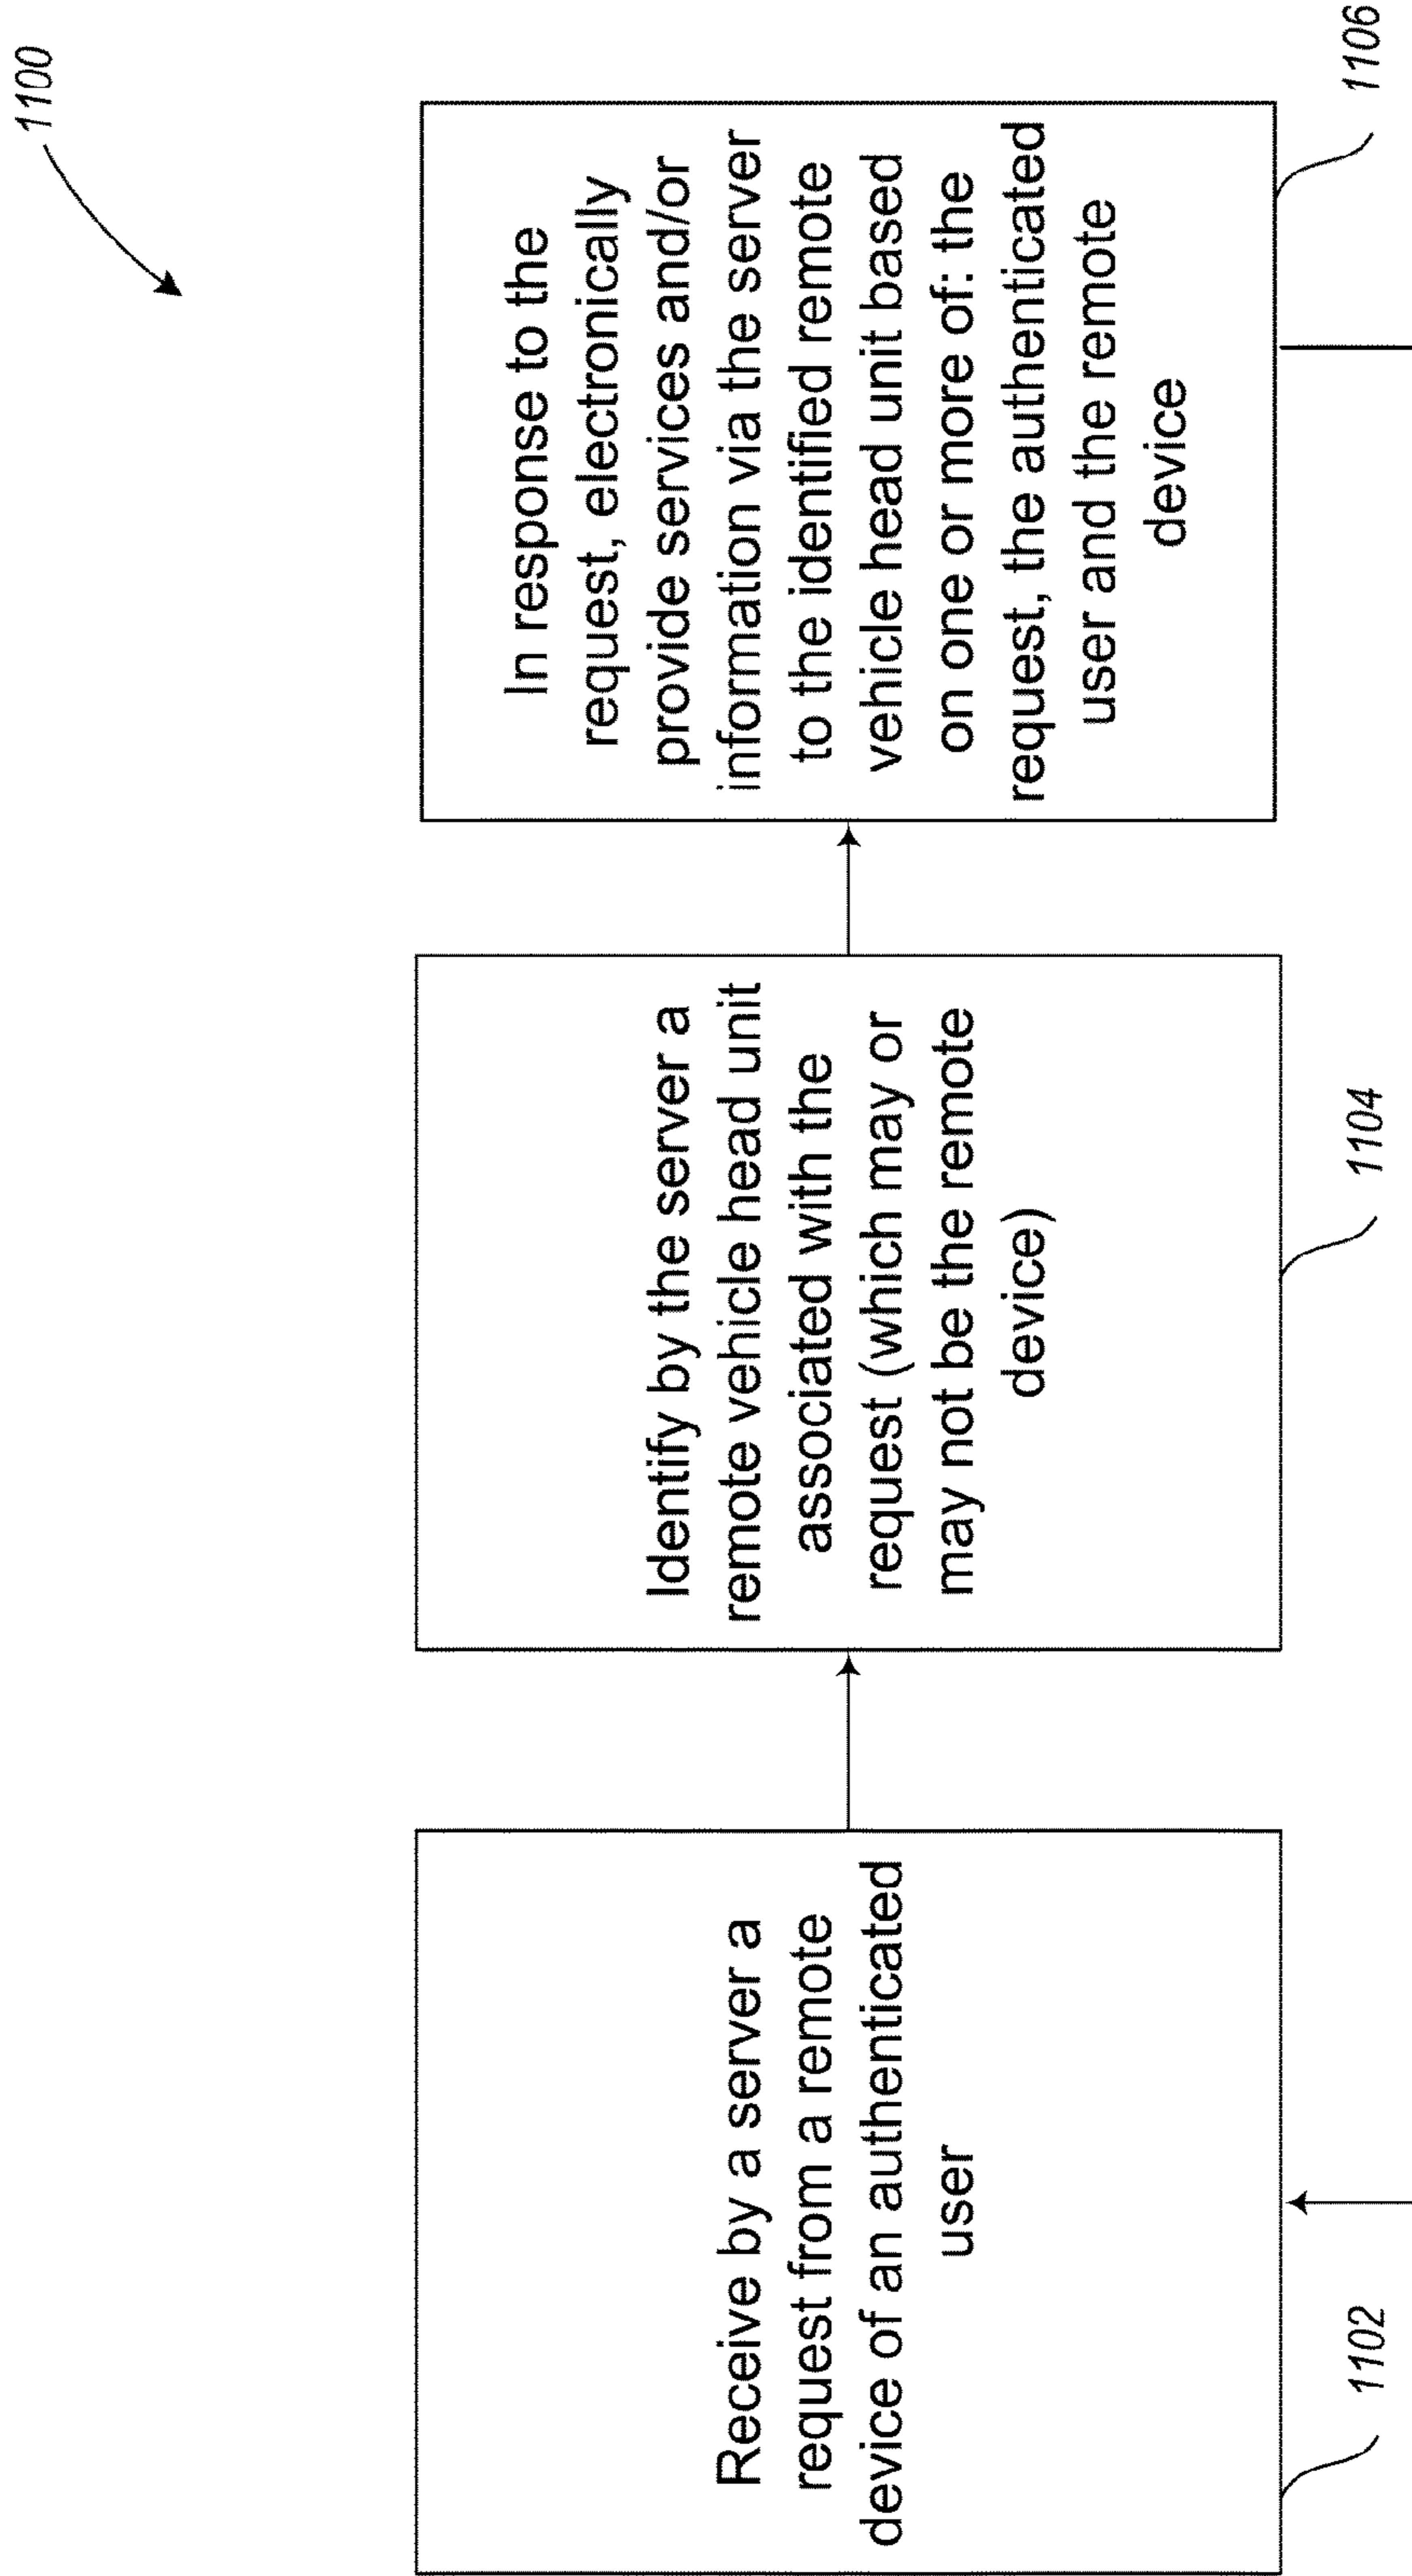 1100
Receive by a server a
request from a remote
device of an authenticated
user
1102
Identify by the server a
remote vehicle head unit
associated with the
request (which may or
may not be the remote
device)
1104
In response to the
request, electronically
provide services and/or
information via the server
to the identified remote
vehicle head unit based
on one or more of: the
request, the authenticated
user and the remote
device
1106